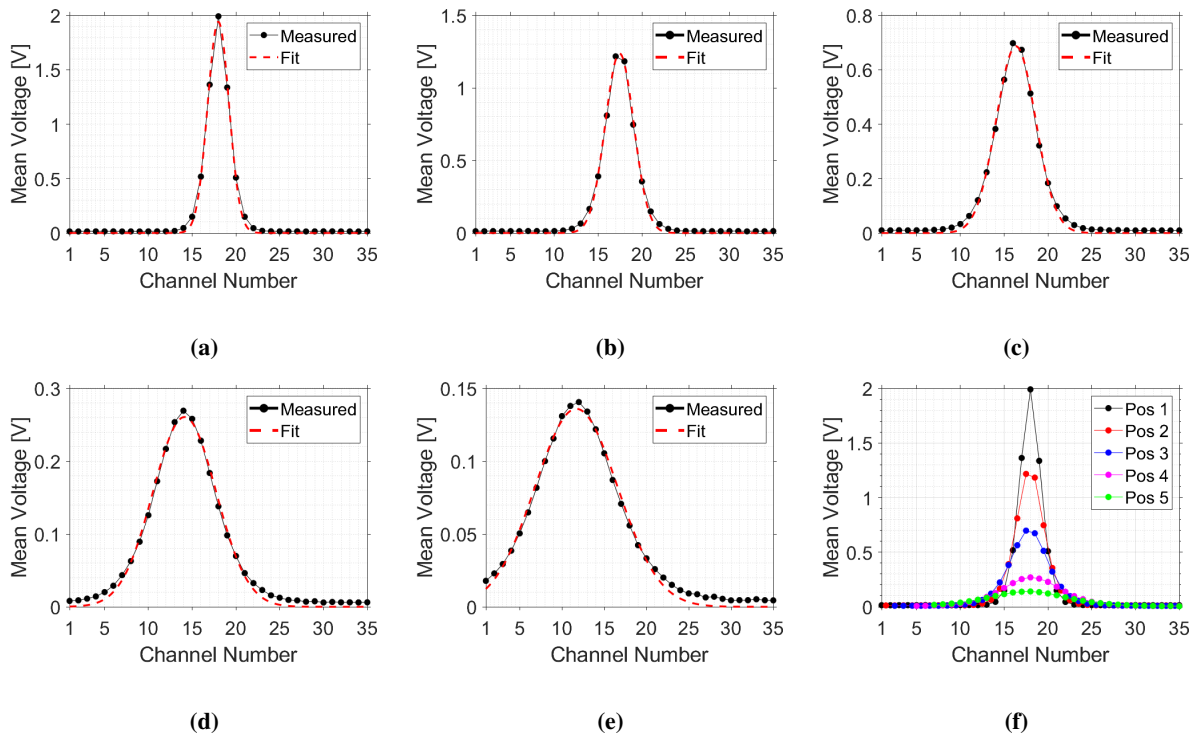 Mean Voltage [V]
2
1.5
1
0.5
0
Measured
Fit
1 5 10 15 20 25 30 35
Channel Number
(a)
Mean Voltage [V]
1.5
1
0.5
0
Measured
Fit
1 5 10 15 20 25 30 35
Channel Number
(b)
Mean Voltage [V]
0.8
0.6
0.4
0.2
0
Measured
Fit
1 5 10 15 20 25 30 35
Channel Number
(c)
Mean Voltage [V]
0.3
0.2
0.1
0
Measured
Fit
1 5 10 15 20 25 30 35
Channel Number
(d)
Mean Voltage [V]
0.15
0.1
0.05
0
Measured
Fit
1 5 10 15 20 25 30 35
Channel Number
(e)
Mean Voltage [V]
2
1.5
1
0.5
0
Pos 1
Pos 2
Pos 3
Pos 4
Pos 5
1 5 10 15 20 25 30 35
Channel Number
(f)